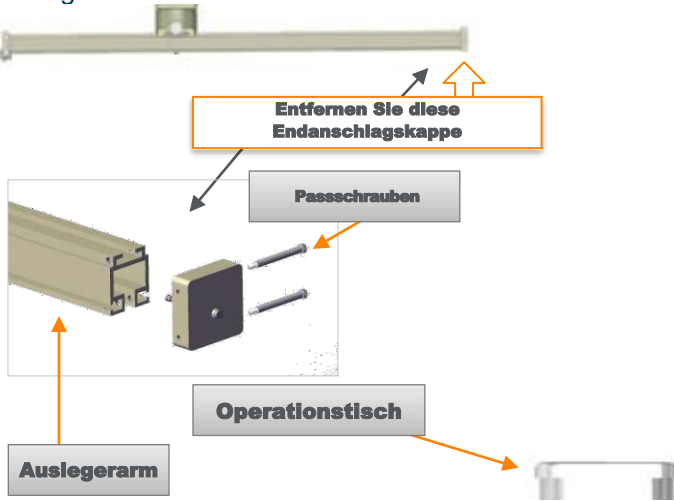 Entfernen Sie diese
Endanschlagskappe
Passschrauben
Operationstisch
Auslegerarm